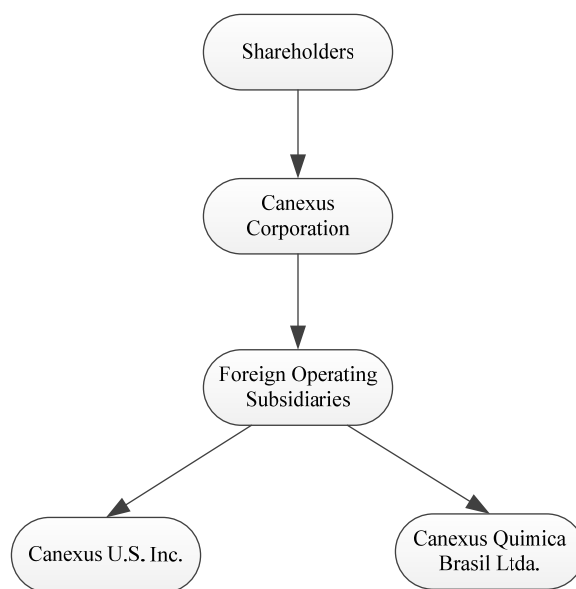 Shareholders
Canexus
Corporation
Foreign Operating
Subsidiaries
Canexus U.S. Inc.
Canexus Quimica
Brasil Ltda.